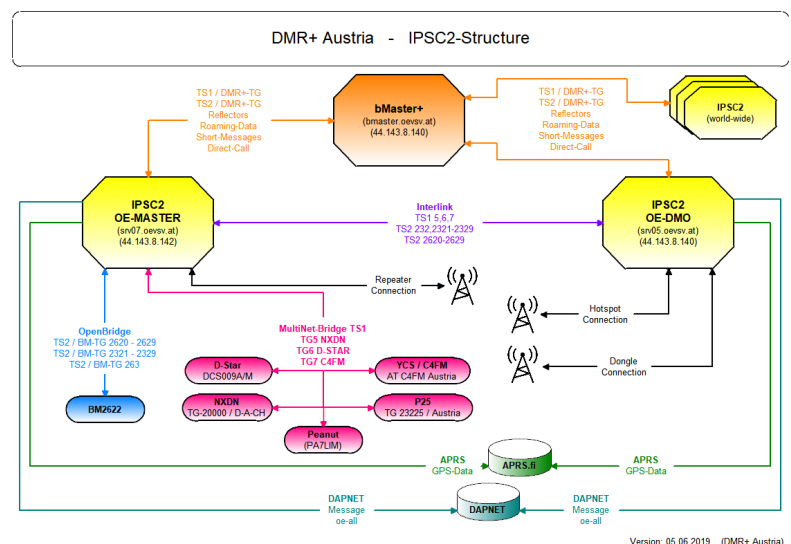 DMR+ Austria - IPSC2-Structure
TS1 / DMR+-TG
TS2 / DMR+-TG
Reflectors
Roaming-Data
Short-Messages
Direct-Call
bMaster+
(bmaster.oevsv.at)
(44.143.8.140)
TS1 / DMR+-TG
TS2 / DMR+-TG
Reflectors
Roaming-Data
Short-Messages
Direct-Call
IPSC2
(world-wide)
IPSC2
OE-MASTER
(srv07.oevsv.at)
(44.143.8.142)
Interlink
TS1 5,6,7
TS2 232,2321-2329
TS2 2620-2629
IPSC2
OE-DMO
(srv05.oevsv.at)
(44.143.8.140)
Repeater
Connection
Hotspot
Connection
Dongle
Connection
OpenBridge
TS2 / BM-TG 2620 - 2629
TS2 / BM-TG 2321 - 2329
TS2 / BM-TG 263
BM2622
MultiNet-Bridge TS1
TG5 NXDN
TG6 D-STAR
TG7 C4FM
D-Star
DCS009A/M
YCS / C4FM
AT C4FM Austria
NXDN
TG-20000 / D-A-CH
P25
TG 23225 / Austria
Peanut
(PA7LIM)
APRS
GPS-Data
APRS.fi
APRS
GPS-Data
DAPNET
Message
oe-all
DAPNET
DAPNET
Message
oe-all
Version: 05.06.2019 (DMR+ Austria)